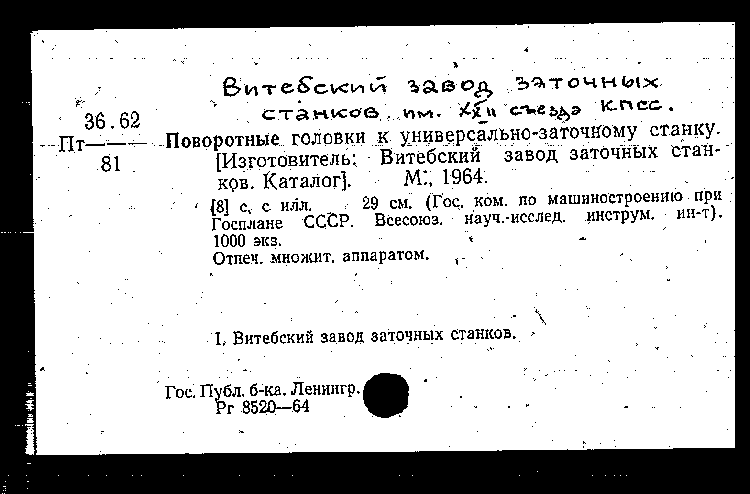 Витебский завод заточных
станков им. XXII съезда КПСС.
36.62
Пт
81
Поворотные головки к универсально-заточному станку.
[Изготовитель: Витебский завод заточных стан-
ков. Каталог]. М., 1964.
[8] с. с илл. 29 см. (Гос. ком. по машиностроению при
Госплане СССР. Всесоюз. науч.-исслед. инструм. ин-т).
1000 экз.
Отпеч. множит. аппаратом.
I. Витебский завод заточных станков.
Гос. Публ. б-ка. Ленингр.
Рг 8520—64